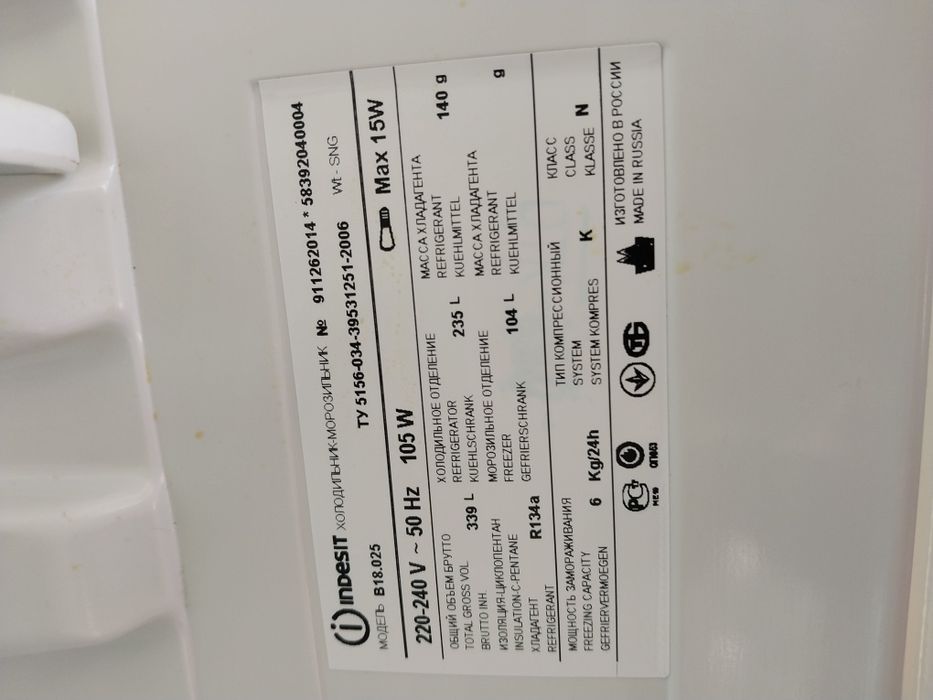 INDESIT ХОЛОДИЛЬНИК-МОРОЗИЛЬНИК № 911262014 * 58392040004
МОДЕЛЬ B18.025 ТУ 5156-034-39531251-2006 Wt - SNG
220-240 V ~ 50 Hz 105 W Max 15W
ОБЩИЙ ОБЪЕМ БРУТТО
TOTAL GROSS VOL.
BRUTTO INH.
339 L
ХОЛОДИЛЬНОЕ ОТДЕЛЕНИЕ
REFRIGERATOR
KUEHLSCHRANK
235 L
МАССА ХЛАДАГЕНТА
REFRIGERANT
KUEHLMITTEL
140 g
ИЗОЛЯЦИЯ-ЦИКЛОПЕНТАН
INSULATION-C-PENTANE
МОРОЗИЛЬНОЕ ОТДЕЛЕНИЕ
FREEZER
GEFRIERSCHRANK
104 L
МАССА ХЛАДАГЕНТА
REFRIGERANT
KUEHLMITTEL
g
ХЛАДАГЕНТ
REFRIGERANT
R134a
МОЩНОСТЬ ЗАМОРАЖИВАНИЯ
FREEZING CAPACITY
GEFRIERVERMOEGEN
6 Kg/24h
ТИП КОМПРЕССИОННЫЙ
SYSTEM
SYSTEM KOMPRES
K
КЛАСС
CLASS
KLASSE N
РСТ
ME68
ИЗГОТОВЛЕНО В РОССИИ
MADE IN RUSSIA